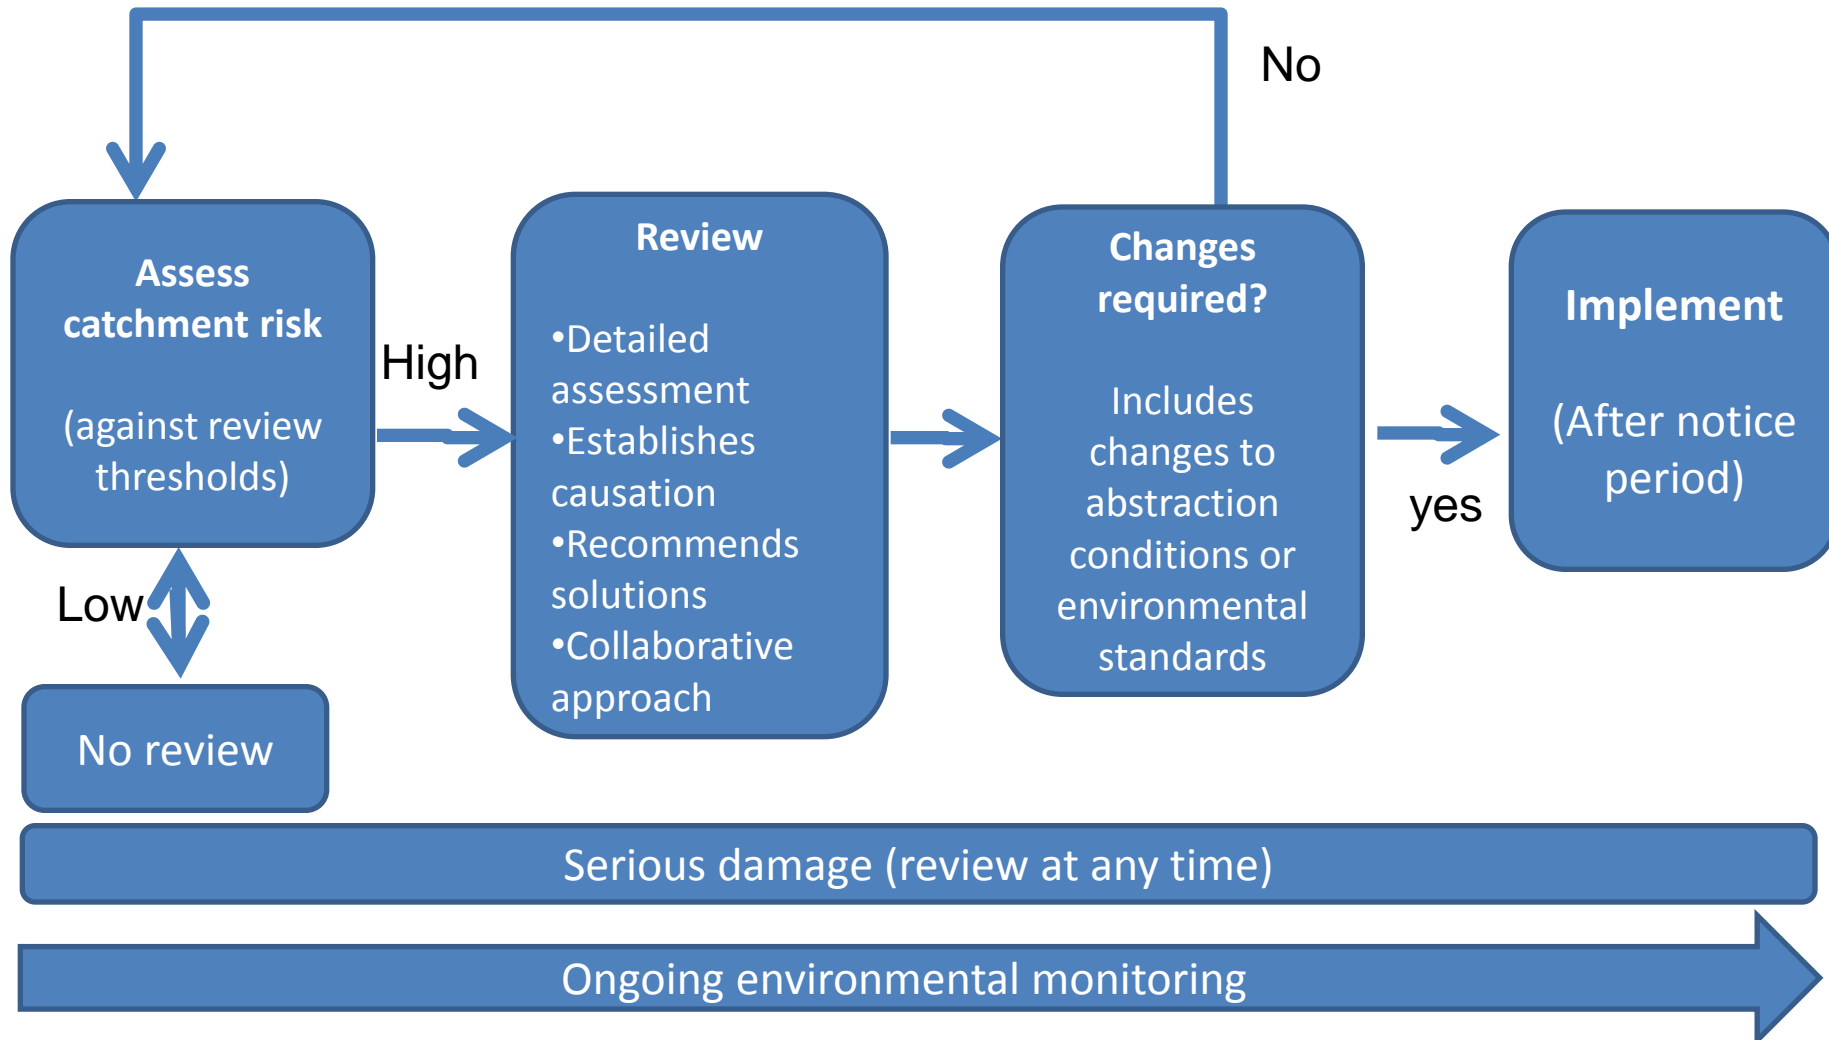 No
Assess
catchment risk
(against review
thresholds)
High
Low
No review
Review
•Detailed
assessment
•Establishes
causation
•Recommends
solutions
•Collaborative
approach
Changes
required?
Includes
changes to
abstraction
conditions or
environmental
standards
yes
Implement
(After notice
period)
Serious damage (review at any time)
Ongoing environmental monitoring